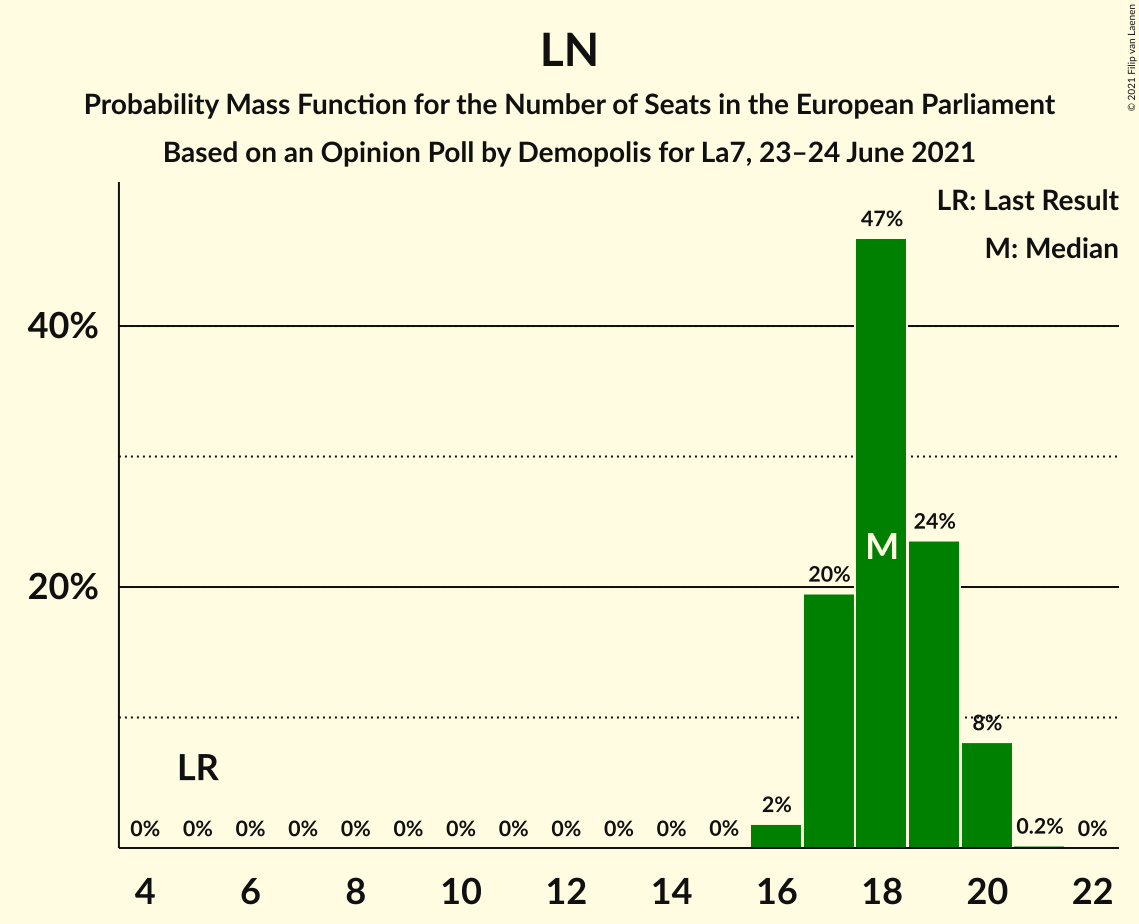 LN
Probability Mass Function for the Number of Seats in the European Parliament
Based on an Opinion Poll by Demopolis for La7, 23–24 June 2021
© 2021 Filip van Laenen
LR: Last Result
M: Median
40%
20%
47%
24%
M
20%
8%
LR
2%
0% 0% 0% 0% 0% 0% 0% 0% 0% 0% 0% 0% 0.2% 0%
4 6 8 10 12 14 16 18 20 22